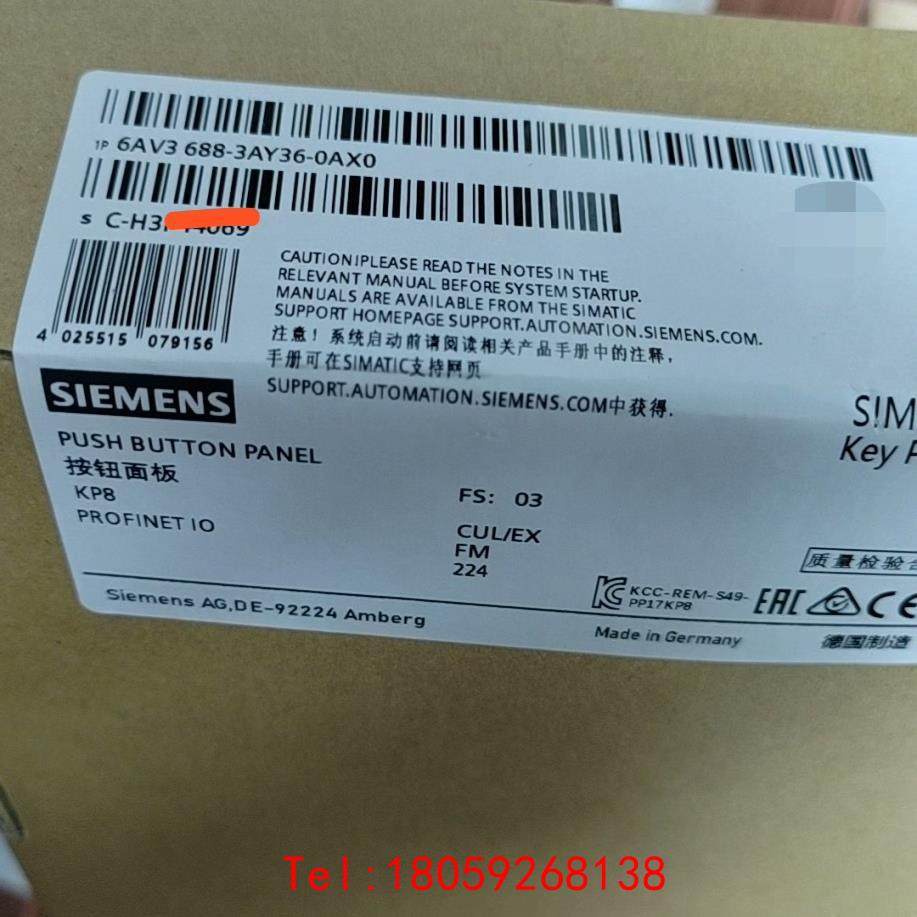 1P 6AV3 688-3AY36-0AX0
S C-H3
4 025515 079156
CAUTION!PLEASE READ THE NOTES IN THE
RELEVANT MANUAL BEFORE SYSTEM STARTUP.
MANUALS ARE AVAILABLE FROM THE SIMATIC
SUPPORT HOMEPAGE SUPPORT.AUTOMATION.SIEMENS.COM.
注意！系统启动前请阅读相关产品手册中的注释，
手册可在SIMATIC支持网页
SUPPORT.AUTOMATION.SIEMENS.COM中获得.
SIEMENS
PUSH BUTTON PANEL
按钮面板
KP8
PROFINET IO
FS: 03
CUL/EX
FM
224
S!M
Key P
质量检验合
KCC-REM-S49-
PP17KP8
EAC CE
Siemens AG,DE-92224 Amberg
Made in Germany
德国制造
Tel:18059268138